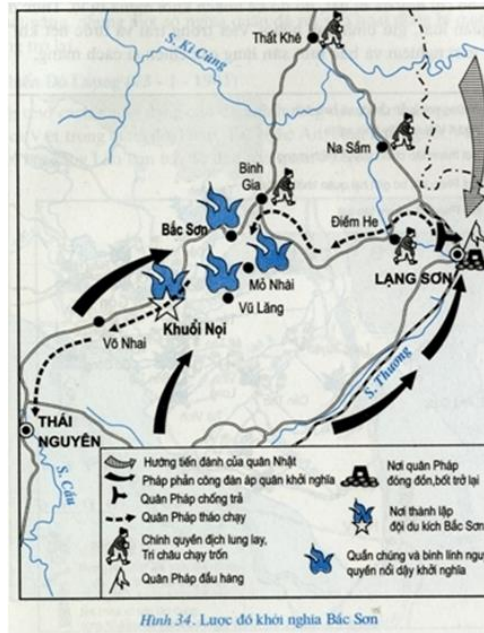 Thất Khê
S. Kì Cùng
Na Sầm
Bình
Gia
Bắc Sơn
Điềm He
LẠNG SƠN
Mỏ Nhài
Vũ Lăng
Khuổi Nọi
Võ Nhai
S. Thương
THÁI
NGUYÊN
S. Cầu
Hướng tiến đánh của quân Nhật
Pháp phản công đàn áp quân khởi nghĩa
Quân Pháp chống trả
Quân Pháp tháo chạy
Chính quyền địch lung lay,
Tri châu chạy trốn
Quân Pháp đầu hàng
Nơi quân Pháp
đóng đồn,bốt trở lại
Nơi thành lập
đội du kích Bắc Sơn
Quần chúng và binh lính ngụy
quyền nổi dậy khởi nghĩa
Hình 34. Lược đồ khởi nghĩa Bắc Sơn